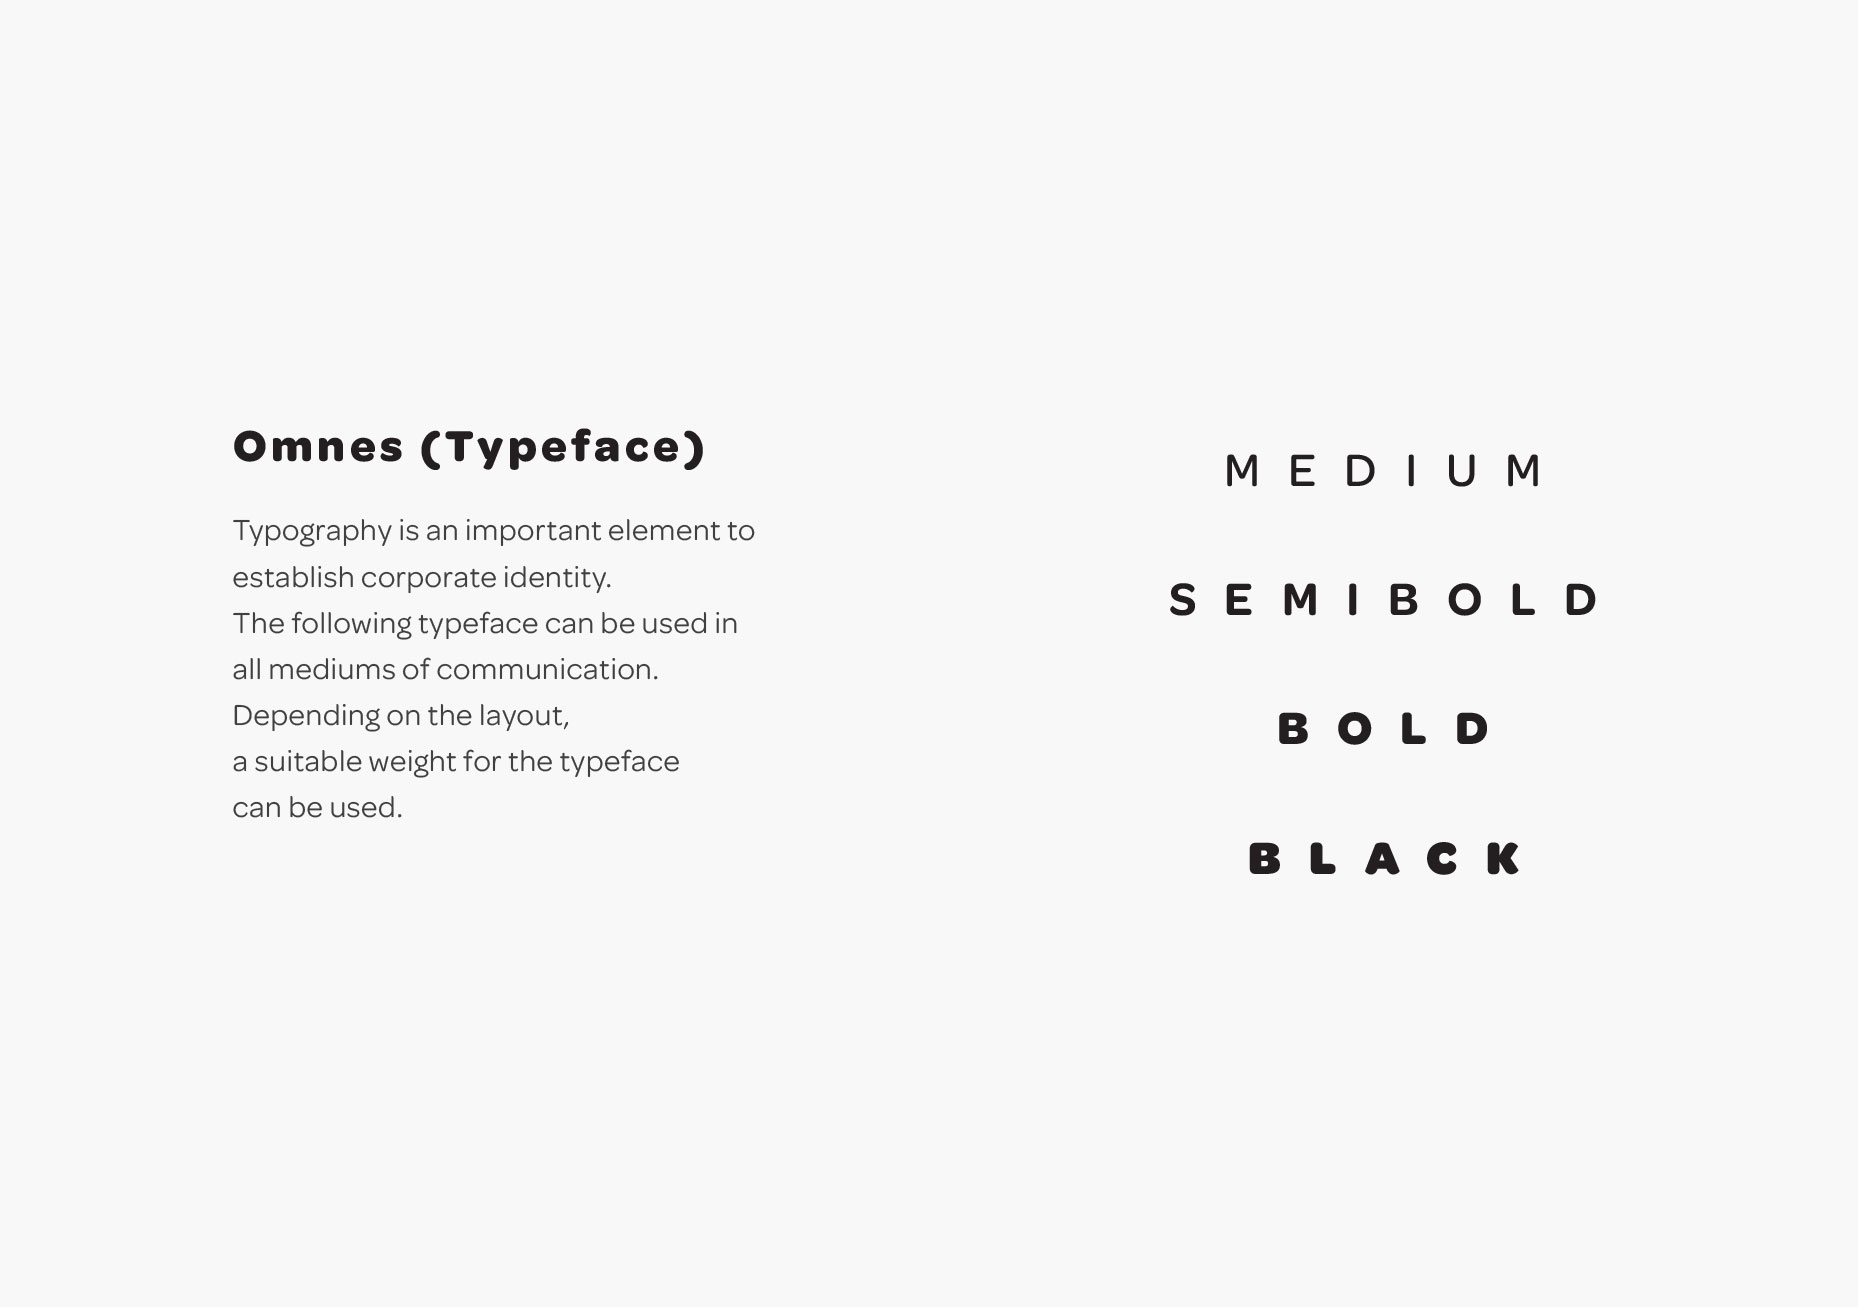 Omnes (Typeface)
Typography is an important element to
establish corporate identity.
The following typeface can be used in
all mediums of communication.
Depending on the layout,
a suitable weight for the typeface
can be used.
MEDIUM
SEMIBOLD
BOLD
BLACK